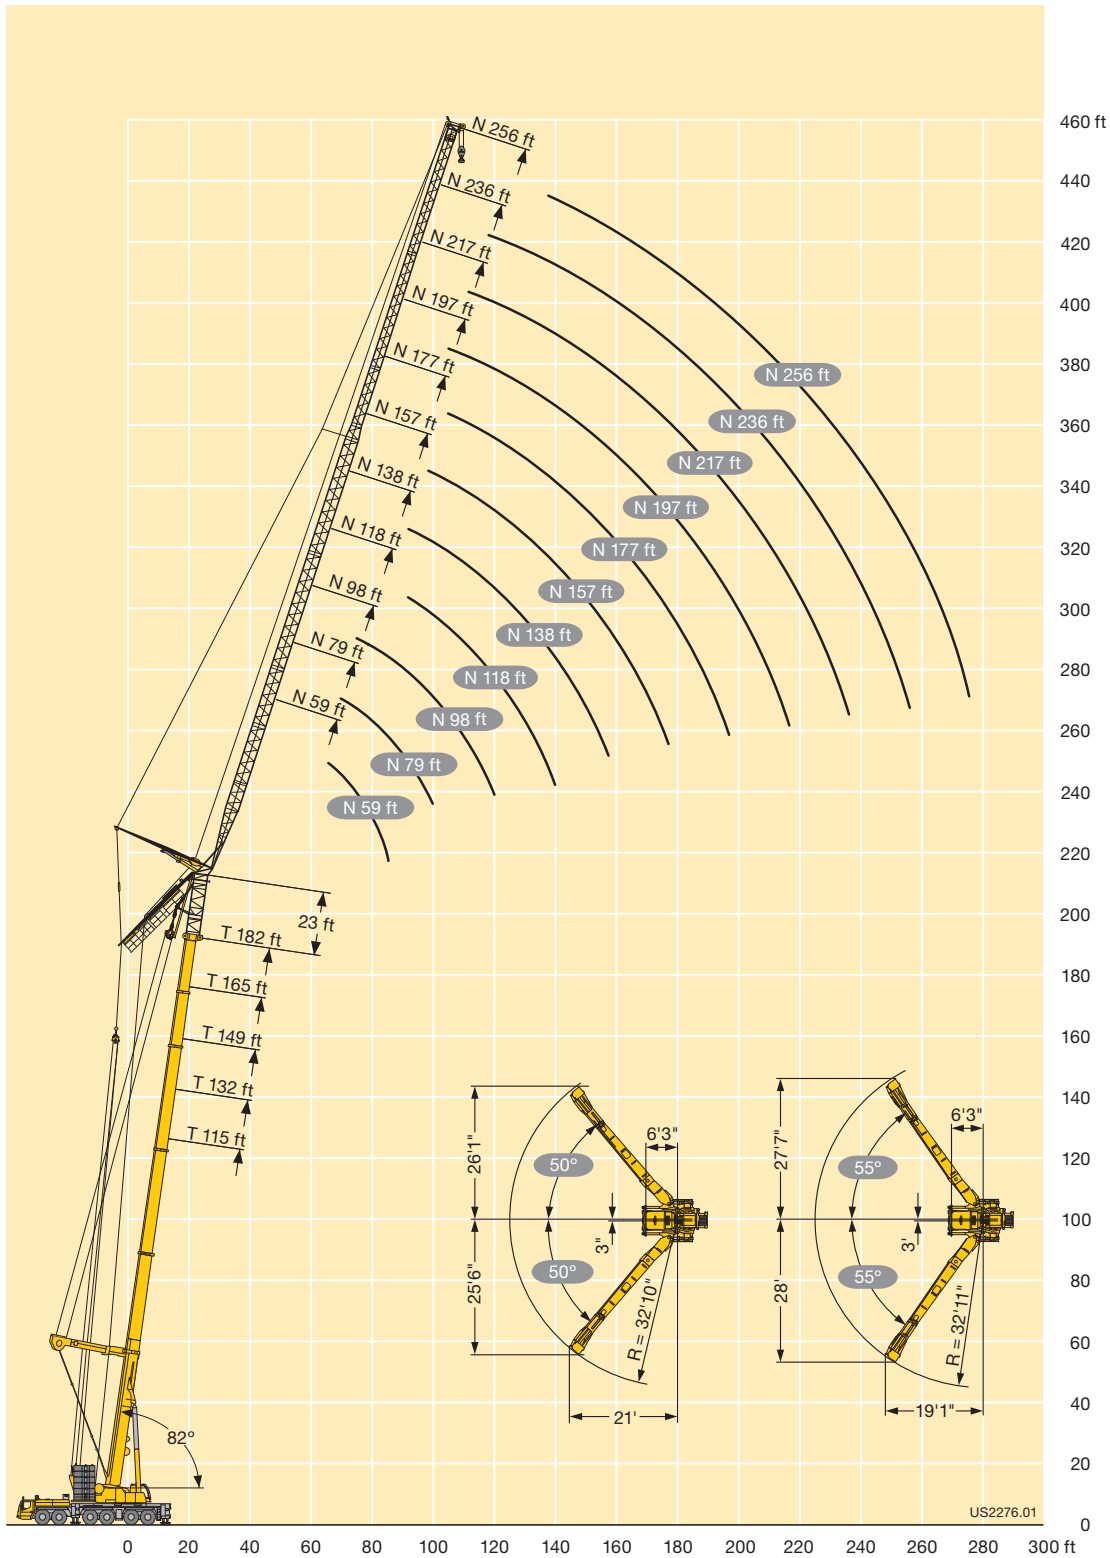 460 ft
440
420
400
380
360
340
320
300
280
260
240
220
200
180
160
140
120
100
80
60
40
20
0
N 256 ft
N 236 ft
N 217 ft
N 197 ft
N 177 ft
N 157 ft
N 138 ft
N 118 ft
N 98 ft
N 79 ft
N 59 ft
N 256 ft
N 236 ft
N 217 ft
N 197 ft
N 177 ft
N 157 ft
N 138 ft
N 118 ft
N 98 ft
N 79 ft
N 59 ft
23 ft
T 182 ft
T 165 ft
T 149 ft
T 132 ft
T 115 ft
82°
26'1"
25'6"
50°
50°
6'3"
3"
R = 32'10"
21'
27'7"
28'
55°
55°
6'3"
3'
R = 32'11"
19'1"
US2276.01
0 20 40 60 80 100 120 140 160 180 200 220 240 260 280 300 ft